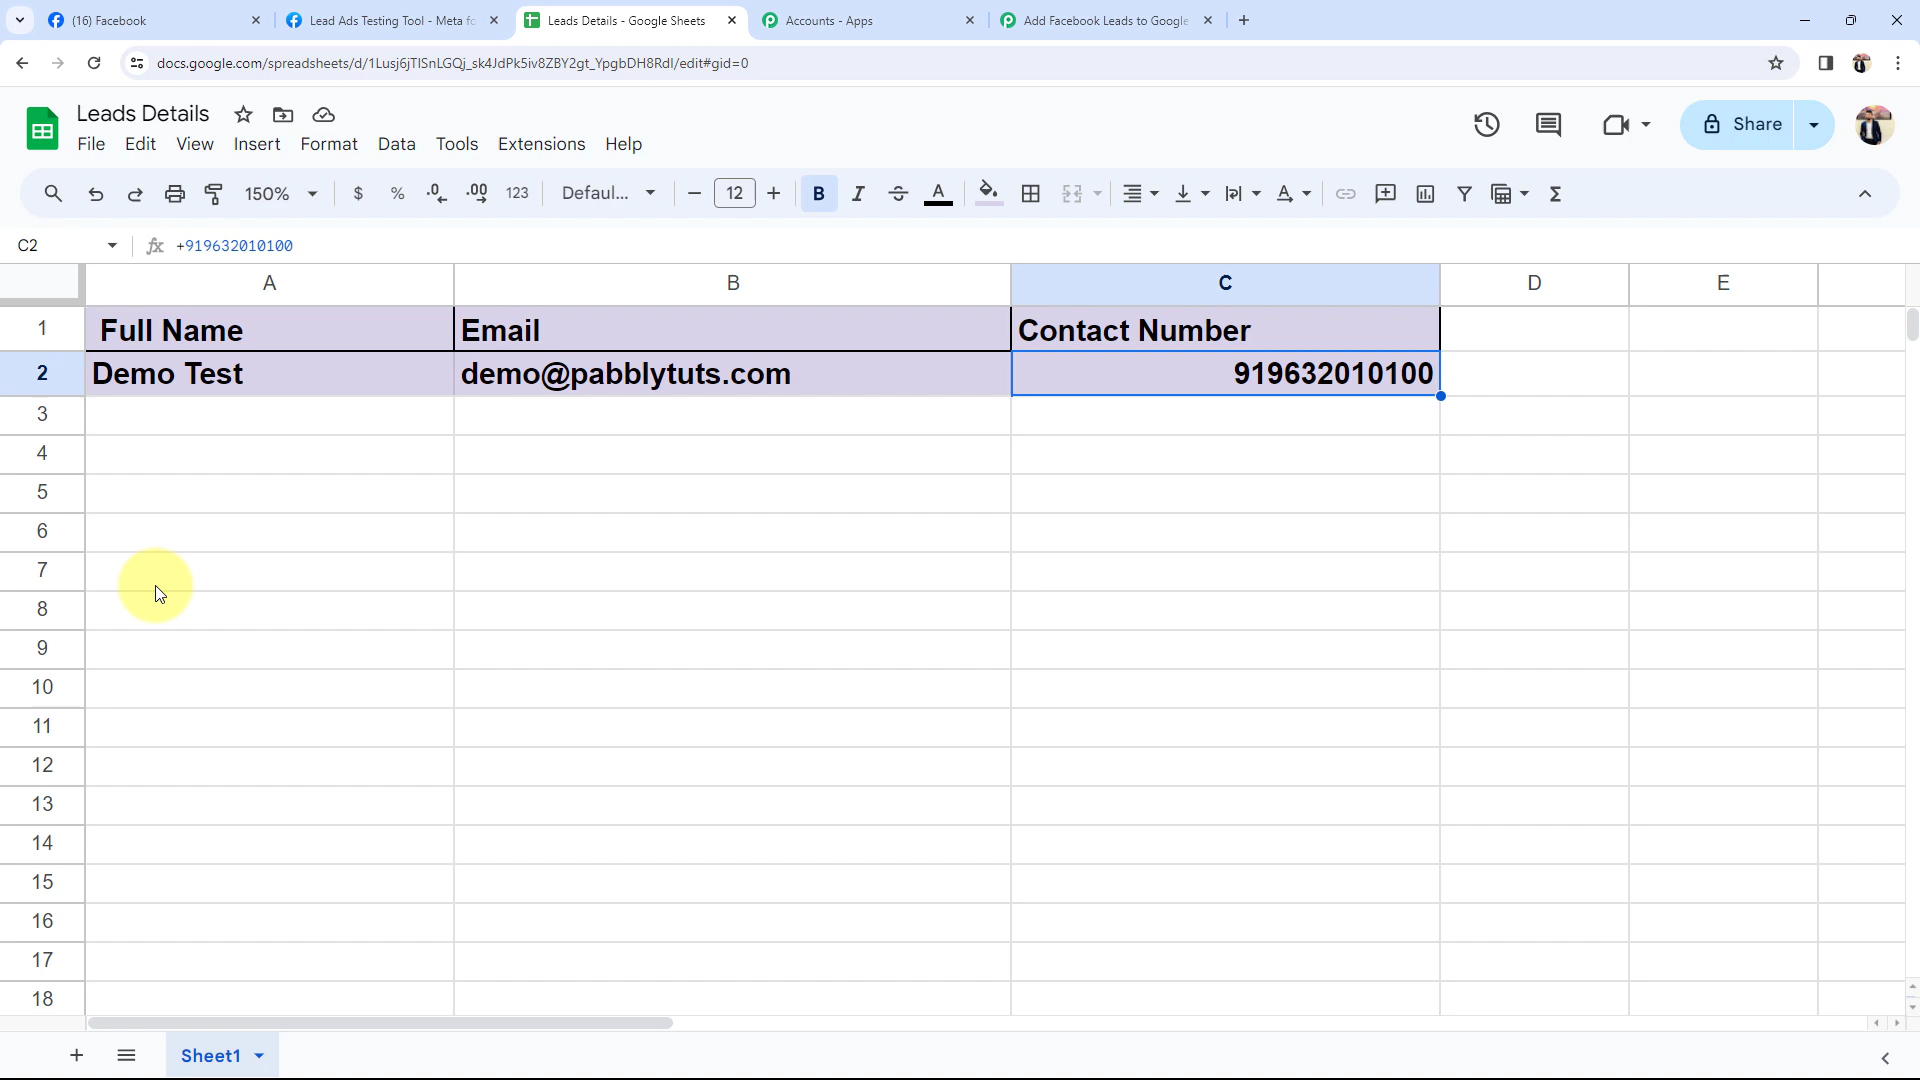 (16) Facebook
Lead Ads Testing Tool - Meta fo
Leads Details - Google Sheets
Accounts - Apps
Add Facebook Leads to Google
docs.google.com/spreadsheets/d/1Lusj6jTISnLGQj_sk4JdPk5iv8ZBY2gt_YpgbDH8RdI/edit#gid=0
Leads Details
File Edit View Insert Format Data Tools Extensions Help
Share
150% $ % .0 .00 123 Defaul... 12 B I S A
C2 fx +919632010100
A B C D E
1 Full Name Email Contact Number
2 Demo Test demo@pabblytuts.com 919632010100
3
4
5
6
7
8
9
10
11
12
13
14
15
16
17
18
Sheet1